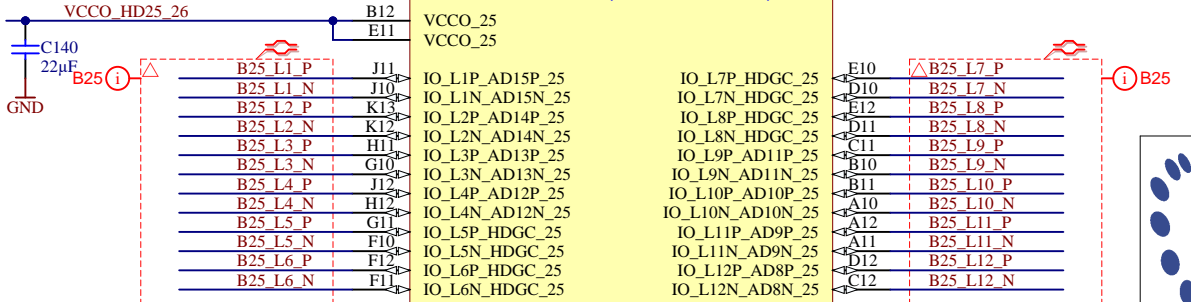 VCCO_HD25_26 B12 VCCO_25
E11 VCCO_25
C140
22µF
GND
B25 i
B25_L1_P J11 IO_L1P_AD15P_25 IO_L7P_HDGC_25 E10 B25_L7_P
B25_L1_N J10 IO_L1N_AD15N_25 IO_L7N_HDGC_25 D10 B25_L7_N
B25_L2_P K13 IO_L2P_AD14P_25 IO_L8P_HDGC_25 E12 B25_L8_P
B25_L2_N K12 IO_L2N_AD14N_25 IO_L8N_HDGC_25 D11 B25_L8_N
B25_L3_P H11 IO_L3P_AD13P_25 IO_L9P_AD11P_25 C11 B25_L9_P
B25_L3_N G10 IO_L3N_AD13N_25 IO_L9N_AD11N_25 B10 B25_L9_N
B25_L4_P J12 IO_L4P_AD12P_25 IO_L10P_AD10P_25 B11 B25_L10_P
B25_L4_N H12 IO_L4N_AD12N_25 IO_L10N_AD10N_25 A10 B25_L10_N
B25_L5_P G11 IO_L5P_HDGC_25 IO_L11P_AD9P_25 A12 B25_L11_P
B25_L5_N F10 IO_L5N_HDGC_25 IO_L11N_AD9N_25 A11 B25_L11_N
B25_L6_P F12 IO_L6P_HDGC_25 IO_L12P_AD8P_25 D12 B25_L12_P
B25_L6_N F11 IO_L6N_HDGC_25 IO_L12N_AD8N_25 C12 B25_L12_N
i B25